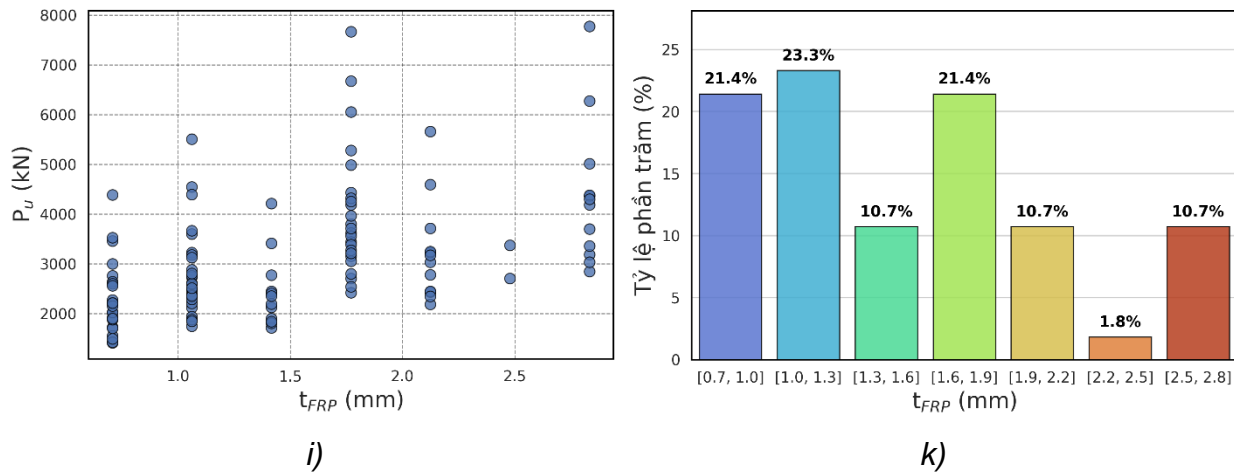 8000
7000
6000
5000
4000
3000
2000
P_u (kN)
1.0 1.5 2.0 2.5
t_FRP (mm)
i)
25
20
15
10
5
0
Tỷ lệ phần trăm (%)
21.4% 23.3% 10.7% 21.4% 10.7% 1.8% 10.7%
[0.7, 1.0] [1.0, 1.3] [1.3, 1.6] [1.6, 1.9] [1.9, 2.2] [2.2, 2.5] [2.5, 2.8]
t_FRP (mm)
k)